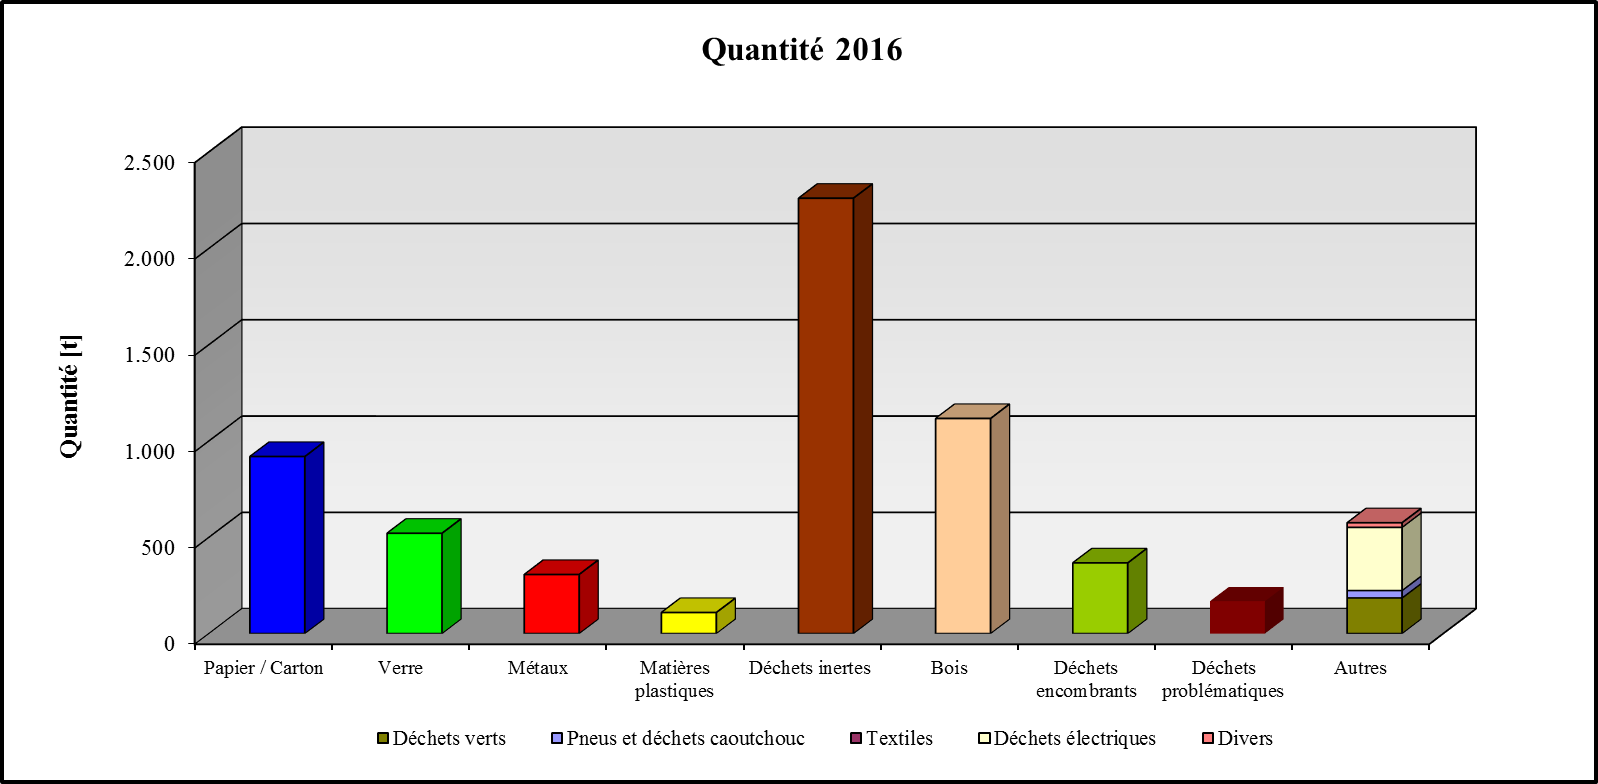 Quantité 2016
Quantité [t]
2.500
2.000
1.500
1.000
500
0
Papier / Carton
Verre
Métaux
Matières
plastiques
Déchets inertes
Bois
Déchets
encombrants
Déchets
problématiques
Autres
Déchets verts
Pneus et déchets caoutchouc
Textiles
Déchets électriques
Divers